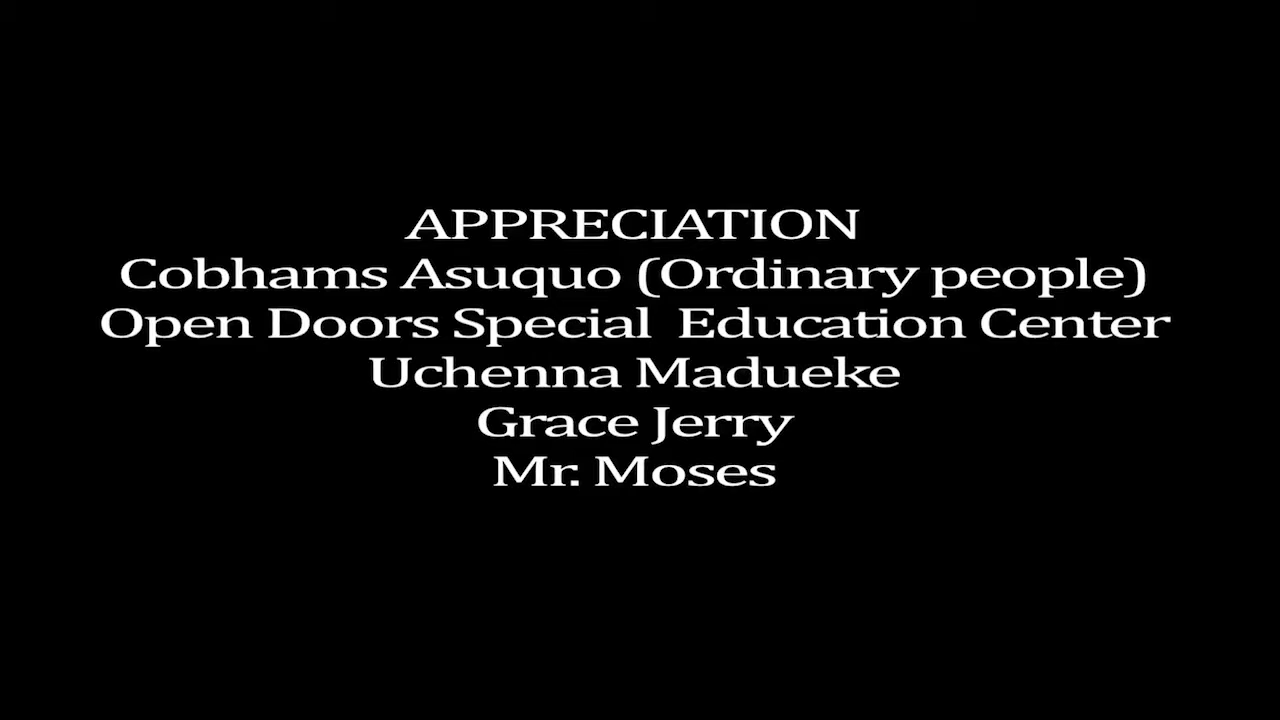 APPRECIATION
Cobhams Asuquo (Ordinary people)
Open Doors Special  Education Center
Uchenna Madueke
Grace Jerry
Mr. Moses